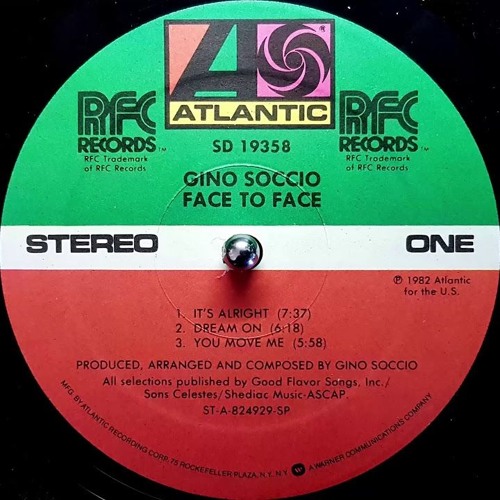 ATLANTIC
RFC
RECORDS™
RFC Trademark
of RFC Records
RFC
RECORDS™
RFC Trademark
of RFC Records
SD 19358
GINO SOCCIO
FACE TO FACE
STEREO
ONE
℗ 1982 Atlantic
for the U.S.
1. IT'S ALRIGHT (7:37)
2. DREAM ON (6:18)
3. YOU MOVE ME (5:58)
PRODUCED, ARRANGED AND COMPOSED BY GINO SOCCIO
All selections published by Good Flavor Songs, Inc./
Sons Celestes/Shediac Music-ASCAP.
ST-A-824929-SP
MFG. BY ATLANTIC RECORDING CORP. 75 ROCKEFELLER PLAZA, N.Y. N.Y. A WARNER COMMUNICATIONS COMPANY